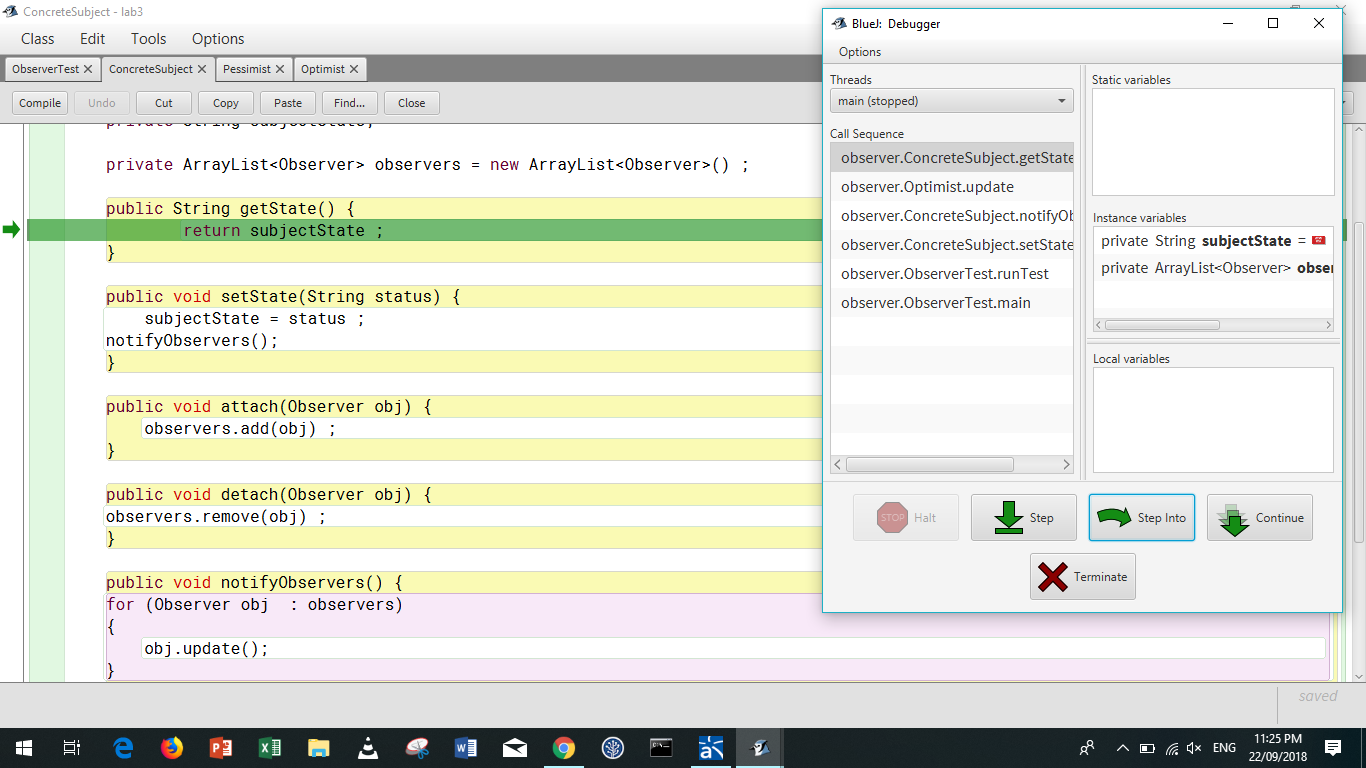 ConcreteSubject - lab3
Class Edit Tools Options
ObserverTest ConcreteSubject Pessimist Optimist
Compile Undo Cut Copy Paste Find... Close
private String subjectState;
private ArrayList<Observer> observers = new ArrayList<Observer>() ;
public String getState() {
return subjectState ;
}
public void setState(String status) {
subjectState = status ;
notifyObservers();
}
public void attach(Observer obj) {
observers.add(obj) ;
}
public void detach(Observer obj) {
observers.remove(obj) ;
}
public void notifyObservers() {
for (Observer obj : observers)
{
obj.update();
}
saved
BlueJ: Debugger
Options
Threads
main (stopped)
Call Sequence
observer.ConcreteSubject.getState
observer.Optimist.update
observer.ConcreteSubject.notifyOb
observer.ConcreteSubject.setState
observer.ObserverTest.runTest
observer.ObserverTest.main
Static variables
Instance variables
private String subjectState =
private ArrayList<Observer> obser
Local variables
STOP Halt
Step
Step Into
Continue
Terminate
ENG
11:25 PM
22/09/2018